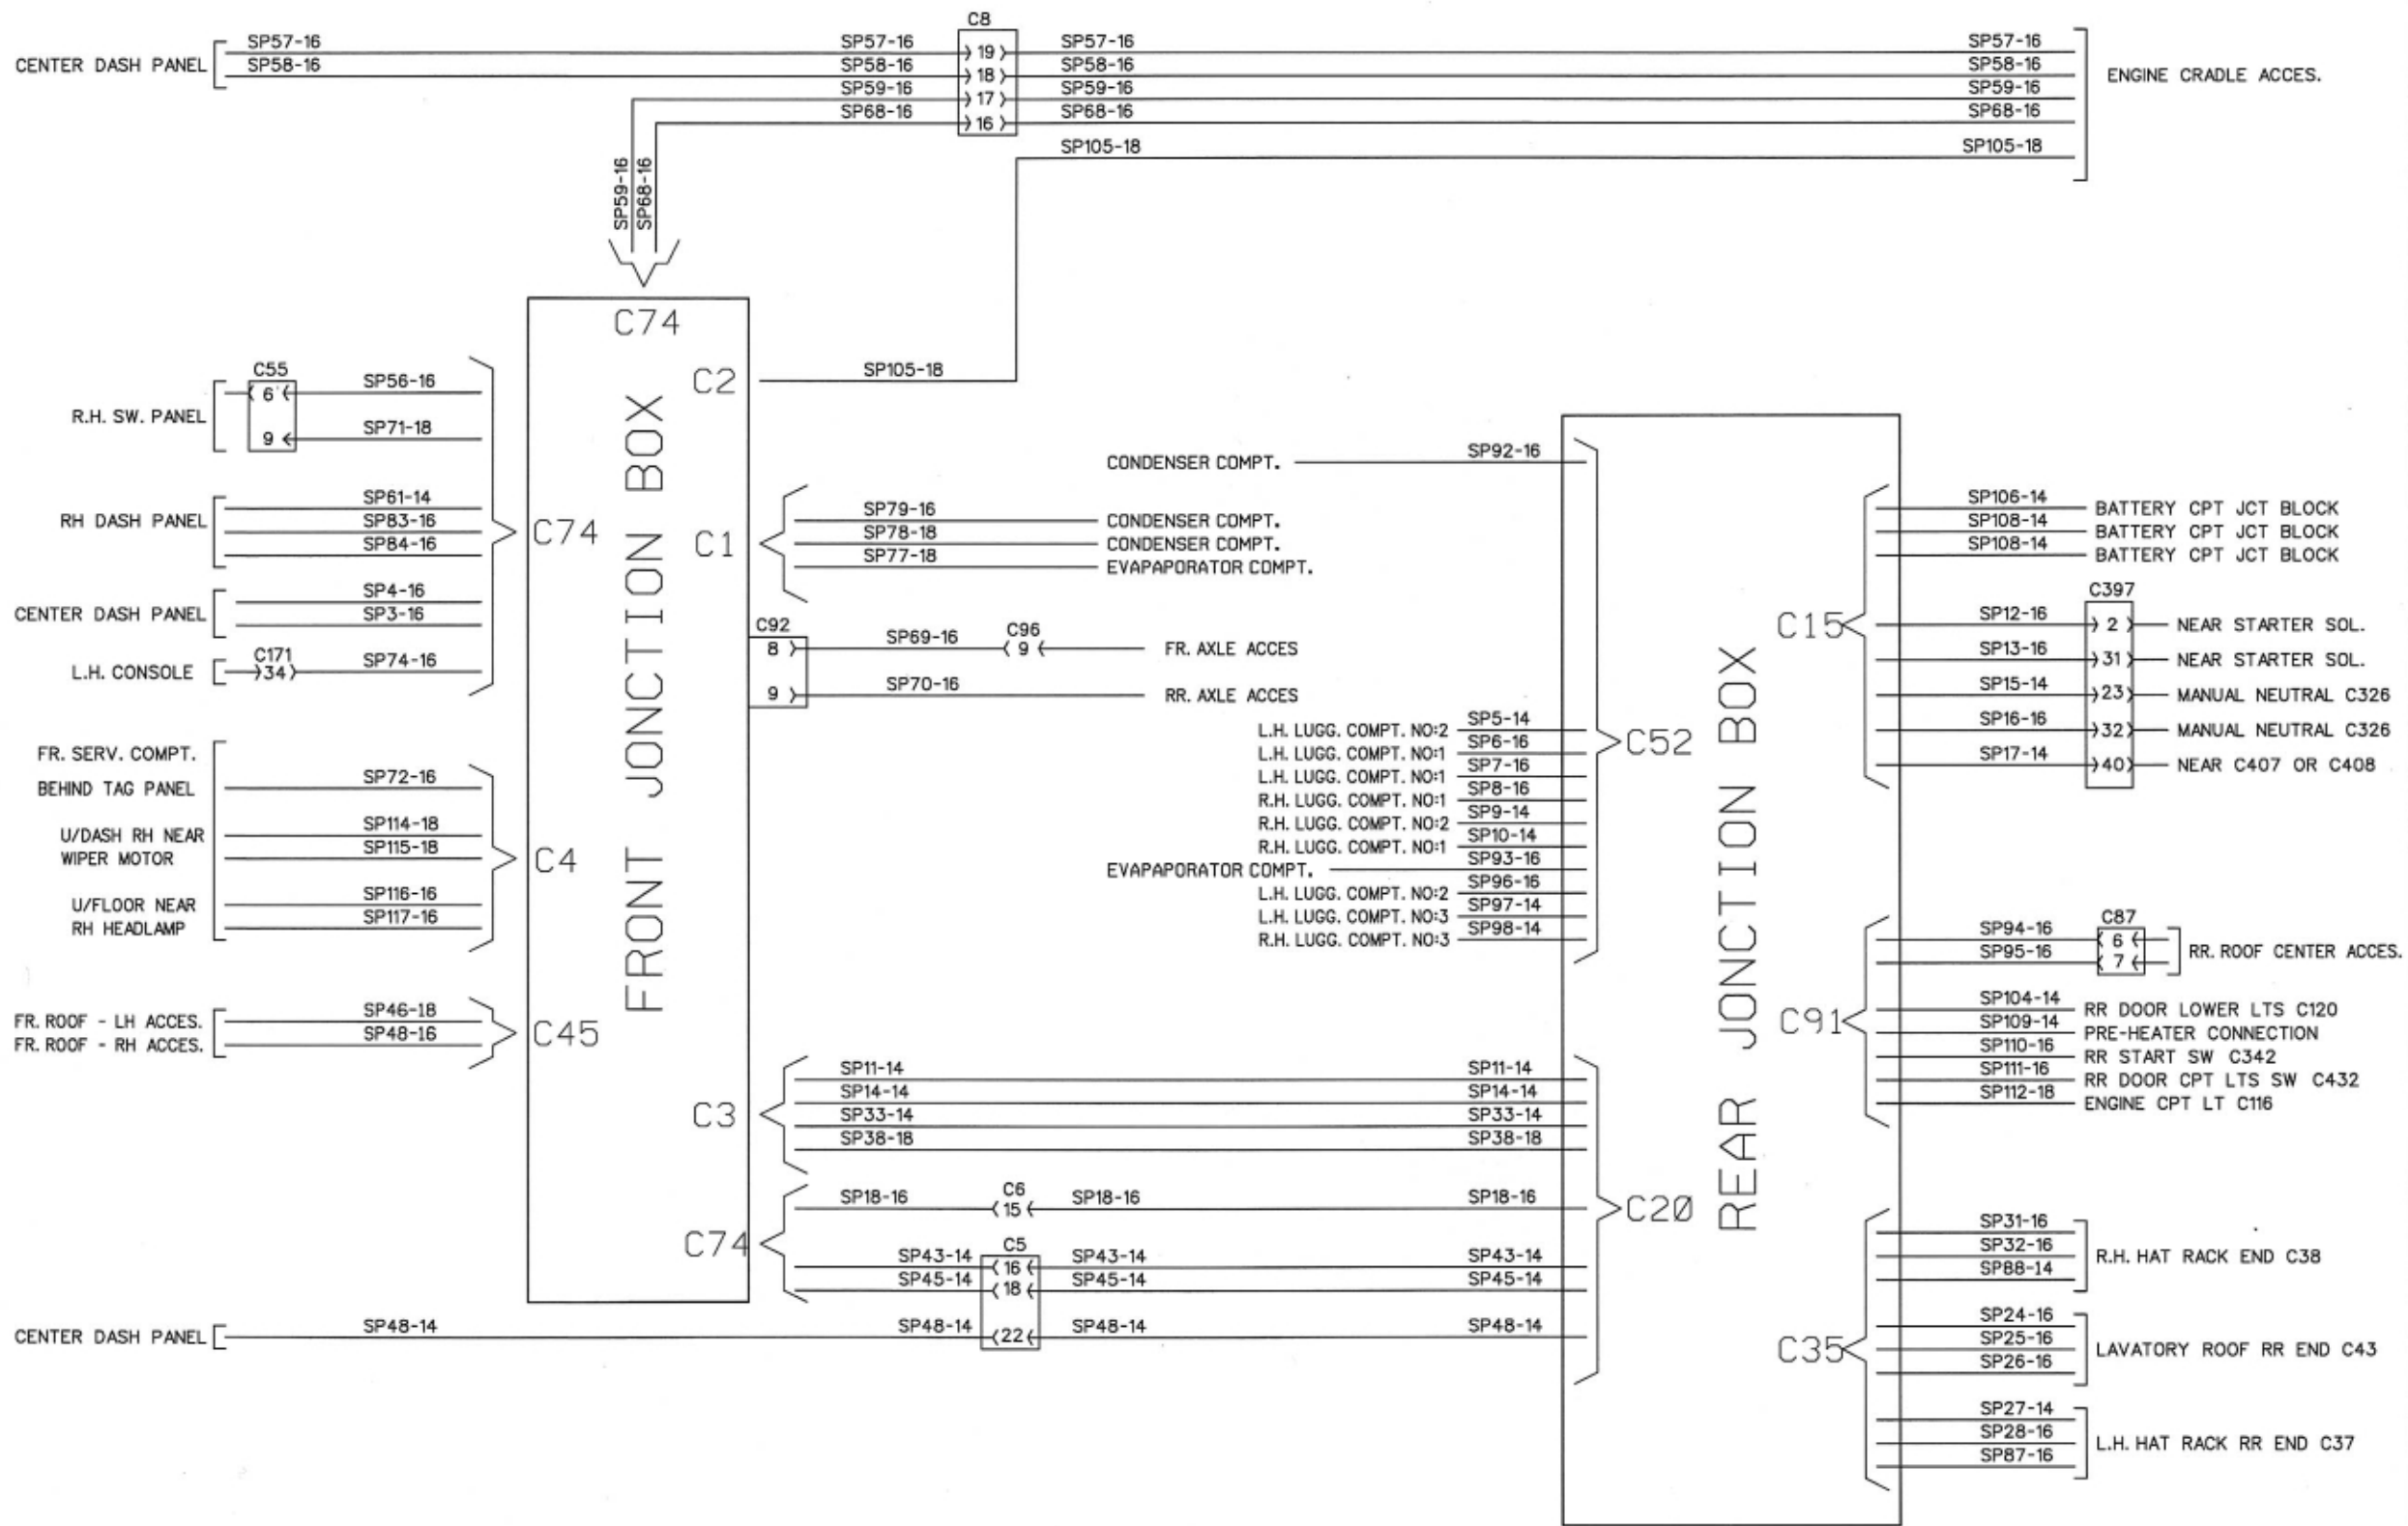 C8
CENTER DASH PANEL
SP57-16 SP57-16 19 SP57-16 SP57-16
SP58-16 SP58-16 18 SP58-16 SP58-16
SP59-16 17 SP59-16 SP59-16
SP68-16 16 SP68-16 SP68-16
ENGINE CRADLE ACCES.
SP105-18 SP105-18
SP59-16
SP68-16
FRONT JONCTION BOX
C74
C2 SP105-18
R.H. SW. PANEL
C55
6 SP56-16
9 SP71-18
RH DASH PANEL
SP61-14
SP83-16
SP84-16
C74
CENTER DASH PANEL
SP4-16
SP3-16
L.H. CONSOLE
C171
34 SP74-16
C1
SP79-16 CONDENSER COMPT.
SP78-18 CONDENSER COMPT.
SP77-18 EVAPAPORATOR COMPT.
C92
8 SP69-16 C96 9 FR. AXLE ACCES
9 SP70-16 RR. AXLE ACCES
FR. SERV. COMPT.
BEHIND TAG PANEL SP72-16
U/DASH RH NEAR SP114-18
WIPER MOTOR SP115-18
U/FLOOR NEAR SP116-16
RH HEADLAMP SP117-16
C4
FR. ROOF - LH ACCES. SP46-18
FR. ROOF - RH ACCES. SP48-16
C45
C3
SP11-14 SP11-14
SP14-14 SP14-14
SP33-14 SP33-14
SP38-18 SP38-18
C74
SP18-16 C6 15 SP18-16 SP18-16
C5
SP43-14 16 SP43-14 SP43-14
SP45-14 18 SP45-14 SP45-14
CENTER DASH PANEL SP48-14 SP48-14 22 SP48-14 SP48-14
REAR JONCTION BOX
CONDENSER COMPT. SP92-16
L.H. LUGG. COMPT. NO:2 SP5-14
L.H. LUGG. COMPT. NO:1 SP6-16
L.H. LUGG. COMPT. NO:1 SP7-16
R.H. LUGG. COMPT. NO:1 SP8-16
R.H. LUGG. COMPT. NO:2 SP9-14
R.H. LUGG. COMPT. NO:1 SP10-14
EVAPAPORATOR COMPT. SP93-16
L.H. LUGG. COMPT. NO:2 SP96-16
L.H. LUGG. COMPT. NO:3 SP97-14
R.H. LUGG. COMPT. NO:3 SP98-14
C52
C20
C15
SP106-14 BATTERY CPT JCT BLOCK
SP108-14 BATTERY CPT JCT BLOCK
SP108-14 BATTERY CPT JCT BLOCK
C397
SP12-16 2 NEAR STARTER SOL.
SP13-16 31 NEAR STARTER SOL.
SP15-14 23 MANUAL NEUTRAL C326
SP16-16 32 MANUAL NEUTRAL C326
SP17-14 40 NEAR C407 OR C408
C91
C87
SP94-16 6
SP95-16 7
RR. ROOF CENTER ACCES.
SP104-14 RR DOOR LOWER LTS C120
SP109-14 PRE-HEATER CONNECTION
SP110-16 RR START SW C342
SP111-16 RR DOOR CPT LTS SW C432
SP112-18 ENGINE CPT LT C116
C35
SP31-16
SP32-16
SP88-14
R.H. HAT RACK END C38
SP24-16
SP25-16
SP26-16
LAVATORY ROOF RR END C43
SP27-14
SP28-16
SP87-16
L.H. HAT RACK RR END C37